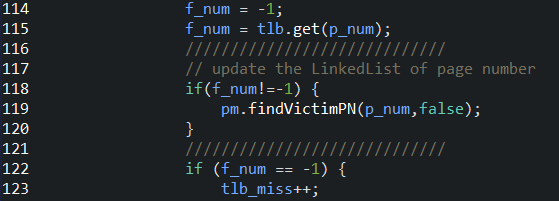 114 f_num = -1;
115 f_num = tlb.get(p_num);
116 /////////////////////////////
117 // update the LinkedList of page number
118 if(f_num!=-1) {
119 pm.findVictimPN(p_num,false);
120 }
121 /////////////////////////////
122 if (f_num == -1) {
123 tlb_miss++;